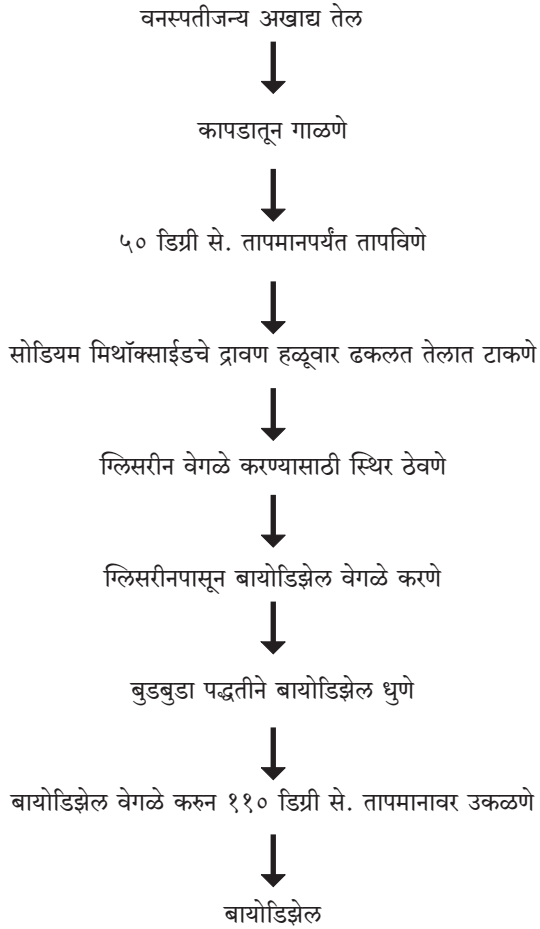 वनस्पतीजन्य अखाद्य तेल
कापडातून गाळणे
५० डिग्री से. तापमानपर्यंत तापविणे
सोडियम मिथॉक्साईडचे द्रावण हळूवार ढकलत तेलात टाकणे
ग्लिसरीन वेगळे करण्यासाठी स्थिर ठेवणे
ग्लिसरीनपासून बायोडिझेल वेगळे करणे
बुडबुडा पद्धतीने बायोडिझेल धुणे
बायोडिझेल वेगळे करुन ११० डिग्री से. तापमानावर उकळणे
बायोडिझेल